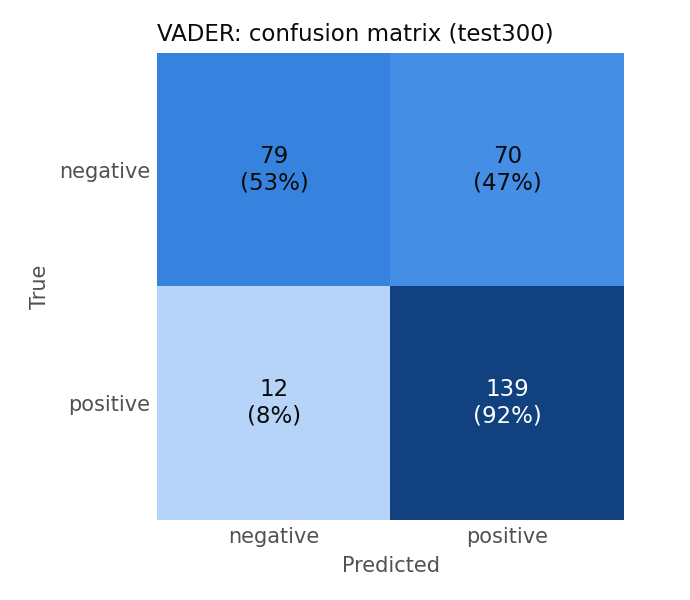 VADER: confusion matrix (test300)
negative
79
(53%)
70
(47%)
True
positive
12
(8%)
139
(92%)
negative
positive
Predicted